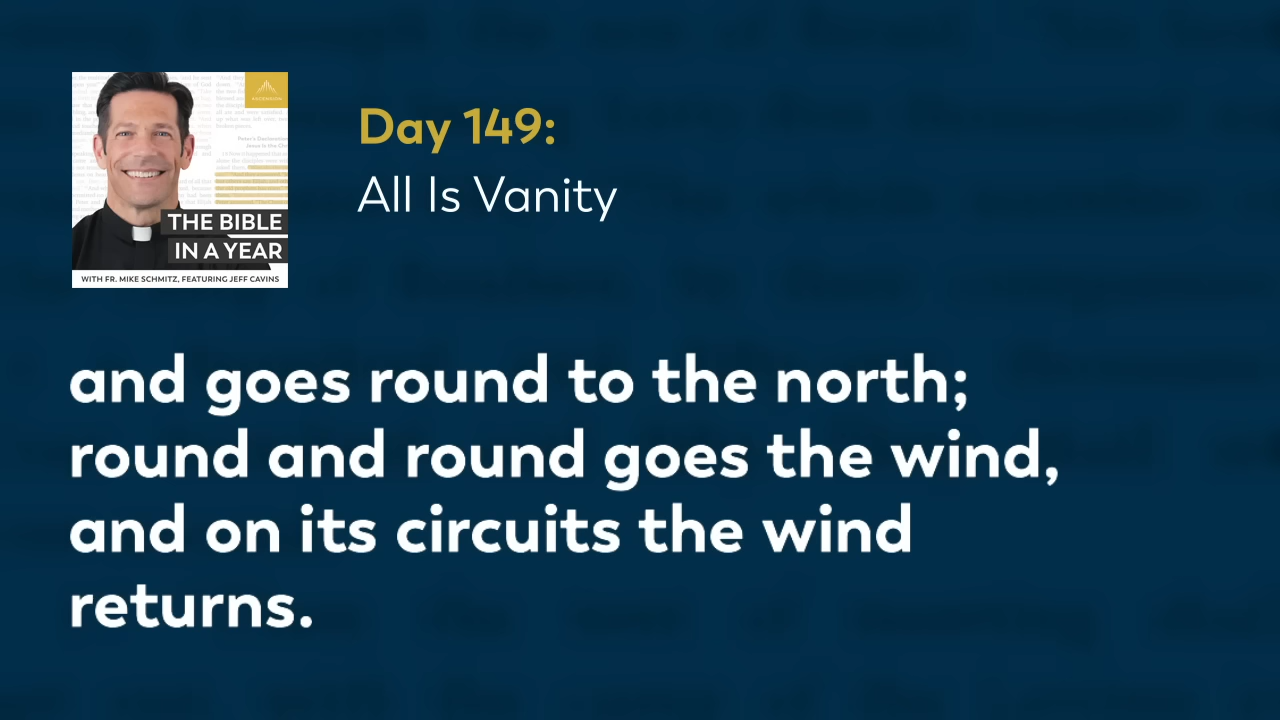 ASCENSION
THE BIBLE
IN A YEAR
WITH FR. MIKE SCHMITZ, FEATURING JEFF CAVINS
Day 149:
All Is Vanity
and goes round to the north;
round and round goes the wind,
and on its circuits the wind
returns.